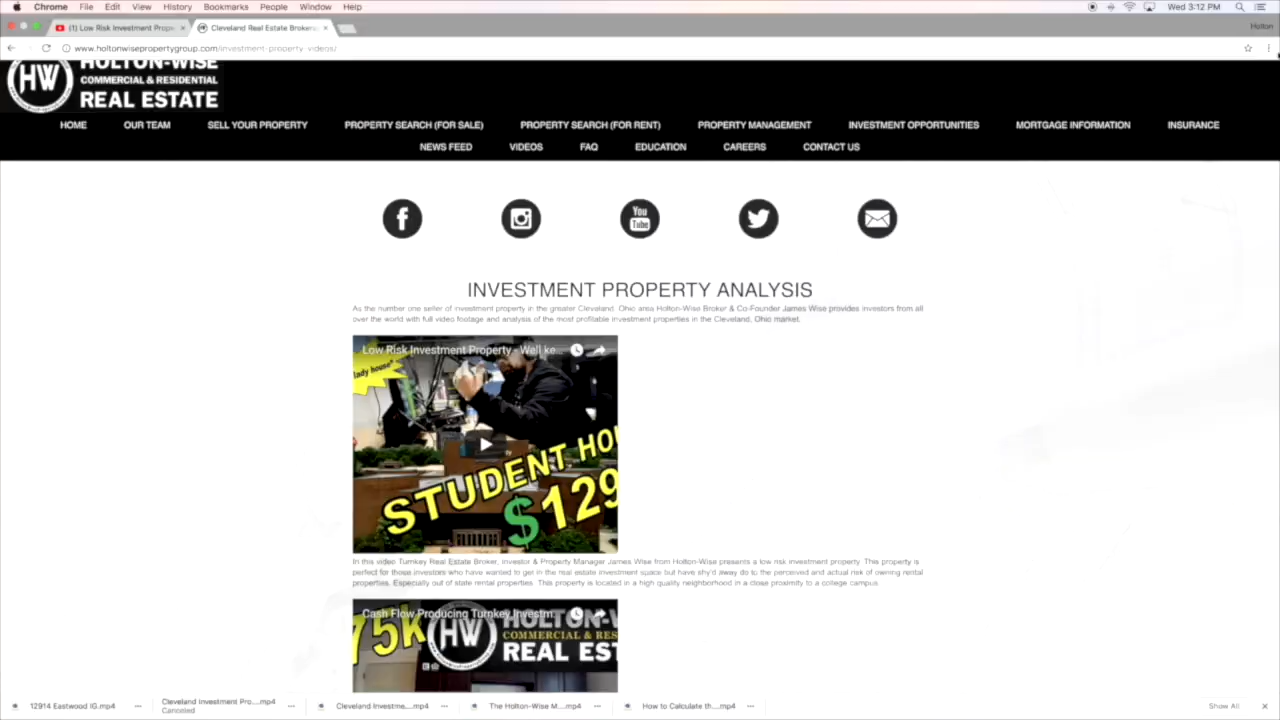 Chrome File Edit View History Bookmarks People Window Help Wed 3:12 PM
(1) Low Risk Investment Prope Cleveland Real Estate Brokers Holton
www.holtonwisepropertygroup.com/investment-property-videos/
HW HOLTON-WISE
COMMERCIAL & RESIDENTIAL
REAL ESTATE
HOME OUR TEAM SELL YOUR PROPERTY PROPERTY SEARCH (FOR SALE) PROPERTY SEARCH (FOR RENT) PROPERTY MANAGEMENT INVESTMENT OPPORTUNITIES MORTGAGE INFORMATION INSURANCE
NEWS FEED VIDEOS FAQ EDUCATION CAREERS CONTACT US
f You Tube
INVESTMENT PROPERTY ANALYSIS
As the number one seller of investment property in the greater Cleveland, Ohio area Holton-Wise Broker & Co-Founder James Wise provides investors from all
over the world with full video footage and analysis of the most profitable investment properties in the Cleveland, Ohio market.
Low Risk Investment Property - Well ke...
lady house"
STUDENT HOU
$129
In this video Turnkey Real Estate Broker, Investor & Property Manager James Wise from Holton-Wise presents a low risk investment property. This property is
perfect for those investors who have wanted to get in the real estate investment space but have shy'd away do to the perceived and actual risk of owning rental
properties. Especially out of state rental properties. This property is located in a high quality neighborhood in a close proximity to a college campus.
Cash Flow Producing Turnkey Investm...
75k HW HOLTON-W
COMMERCIAL & RES
REAL EST
12914 Eastwood IG.mp4 Cleveland Investment Pro....mp4 Cleveland Investme....mp4 The Holton-Wise M....mp4 How to Calculate th....mp4 Show All
Canceled